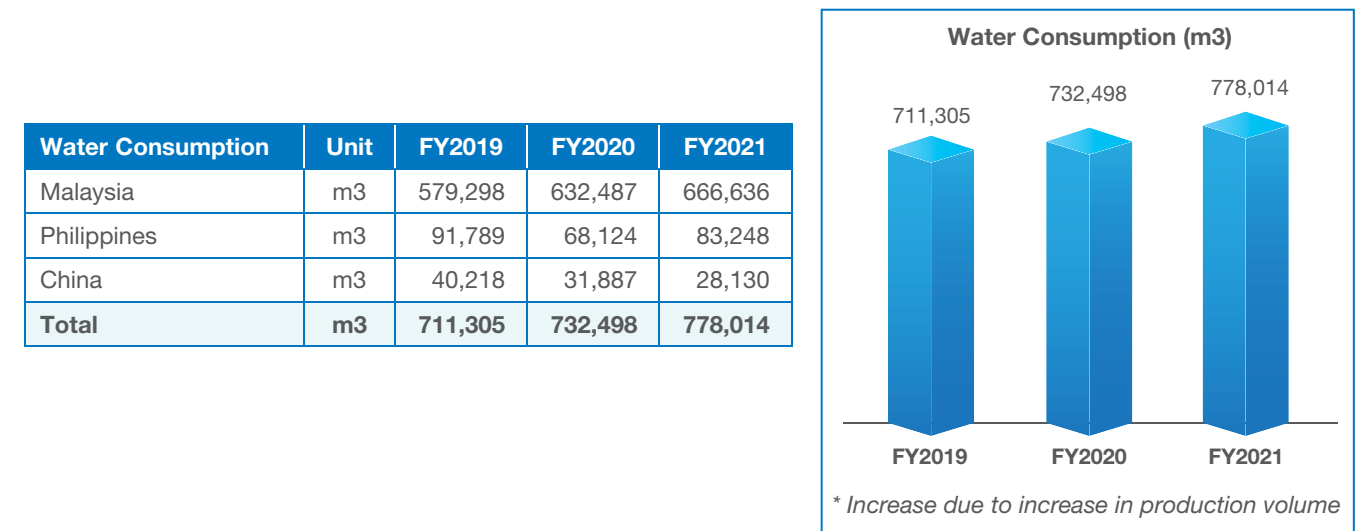 Water Consumption Unit FY2019 FY2020 FY2021
Malaysia m3 579,298 632,487 666,636
Philippines m3 91,789 68,124 83,248
China m3 40,218 31,887 28,130
Total m3 711,305 732,498 778,014
Water Consumption (m3)
711,305 732,498 778,014
FY2019 FY2020 FY2021
* Increase due to increase in production volume